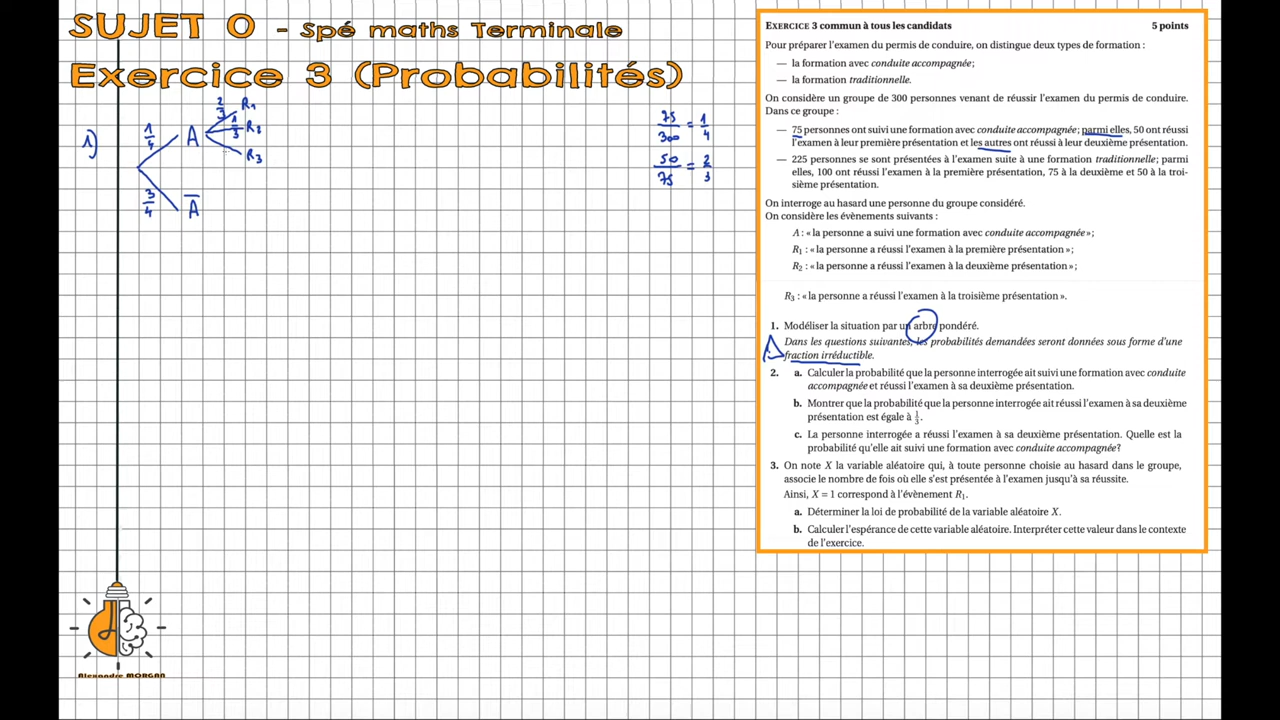 SUJET 0 - Spé maths Terminale
Exercice 3 (Probabilités)
1)
1/4
A
2/3
R1
1/3
R2
R3
3/4
A̅
75/300 = 1/4
50/75 = 2/3
EXERCICE 3 commun à tous les candidats 5 points
Pour préparer l'examen du permis de conduire, on distingue deux types de formation :
— la formation avec conduite accompagnée;
— la formation traditionnelle.
On considère un groupe de 300 personnes venant de réussir l'examen du permis de conduire.
Dans ce groupe :
— 75 personnes ont suivi une formation avec conduite accompagnée; parmi elles, 50 ont réussi
l'examen à leur première présentation et les autres ont réussi à leur deuxième présentation.
— 225 personnes se sont présentées à l'examen suite à une formation traditionnelle; parmi
elles, 100 ont réussi l'examen à la première présentation, 75 à la deuxième et 50 à la troi-
sième présentation.
On interroge au hasard une personne du groupe considéré.
On considère les évènements suivants :
A : « la personne a suivi une formation avec conduite accompagnée »;
R1 : « la personne a réussi l'examen à la première présentation »;
R2 : « la personne a réussi l'examen à la deuxième présentation »;
R3 : « la personne a réussi l'examen à la troisième présentation ».
1. Modéliser la situation par un arbre pondéré.
Dans les questions suivantes, les probabilités demandées seront données sous forme d'une
fraction irréductible.
2. a. Calculer la probabilité que la personne interrogée ait suivi une formation avec conduite
accompagnée et réussi l'examen à sa deuxième présentation.
b. Montrer que la probabilité que la personne interrogée ait réussi l'examen à sa deuxième
présentation est égale à 1/3.
c. La personne interrogée a réussi l'examen à sa deuxième présentation. Quelle est la
probabilité qu'elle ait suivi une formation avec conduite accompagnée?
3. On note X la variable aléatoire qui, à toute personne choisie au hasard dans le groupe,
associe le nombre de fois où elle s'est présentée à l'examen jusqu'à sa réussite.
Ainsi, X = 1 correspond à l'évènement R1.
a. Déterminer la loi de probabilité de la variable aléatoire X.
b. Calculer l'espérance de cette variable aléatoire. Interpréter cette valeur dans le contexte
de l'exercice.
Alexandre MORGAN